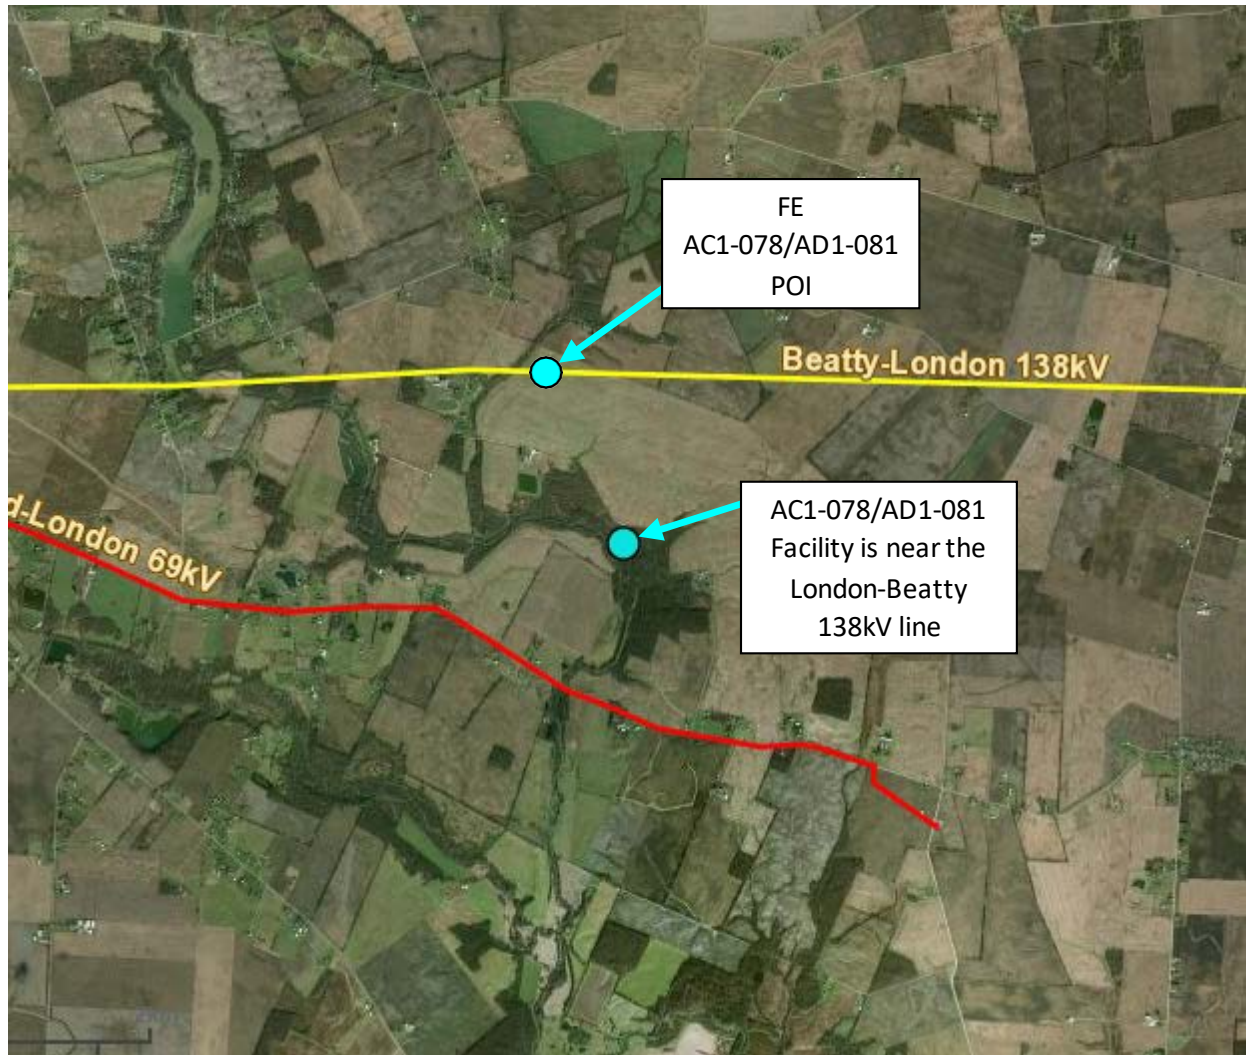 FE
AC1-078/AD1-081
POI
Beatty-London 138kV
AC1-078/AD1-081
Facility is near the
London-Beatty
138kV line
d-London 69kV